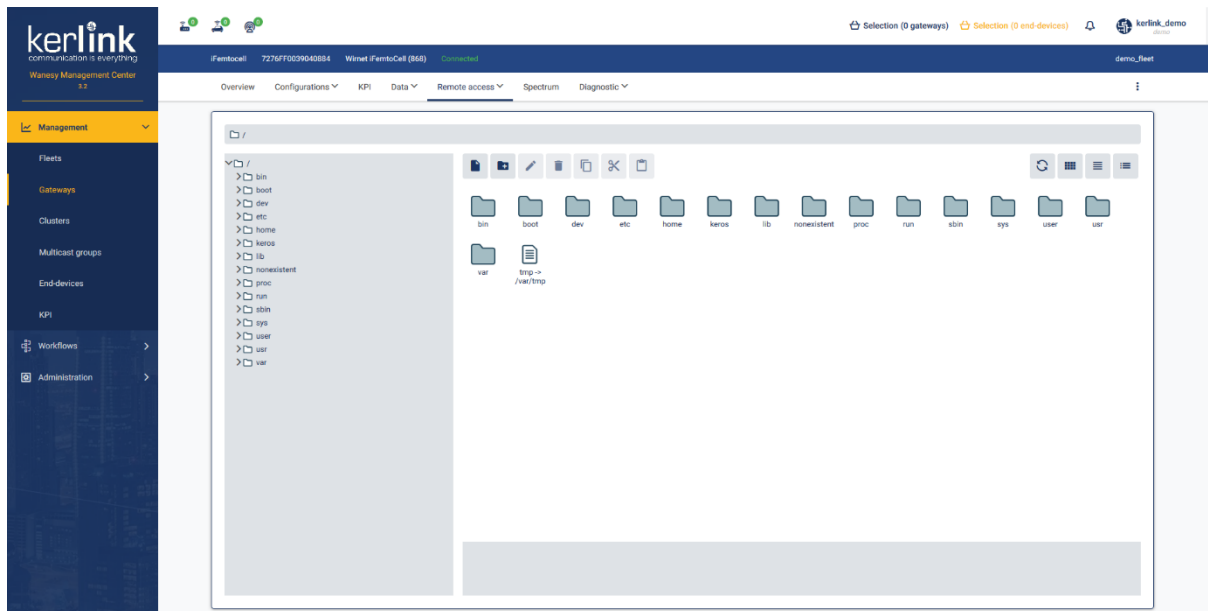 kerlink
communication is everything
Wanesy Management Center
3.2
Management
Fleets
Gateways
Clusters
Multicast groups
End-devices
KPI
Workflows
Administration
0 0 0
Selection (0 gateways) Selection (0 end-devices) kerlink_demo
demo
iFemtocell 7276FF0039040884 Wirnet iFemtoCell (868) Connected demo_fleet
Overview Configurations KPI Data Remote access Spectrum Diagnostic
/
/
bin
boot
dev
etc
home
keros
lib
nonexistent
proc
run
sbin
sys
user
usr
var
bin boot dev etc home keros lib nonexistent proc run sbin sys user usr
var tmp ->
/var/tmp